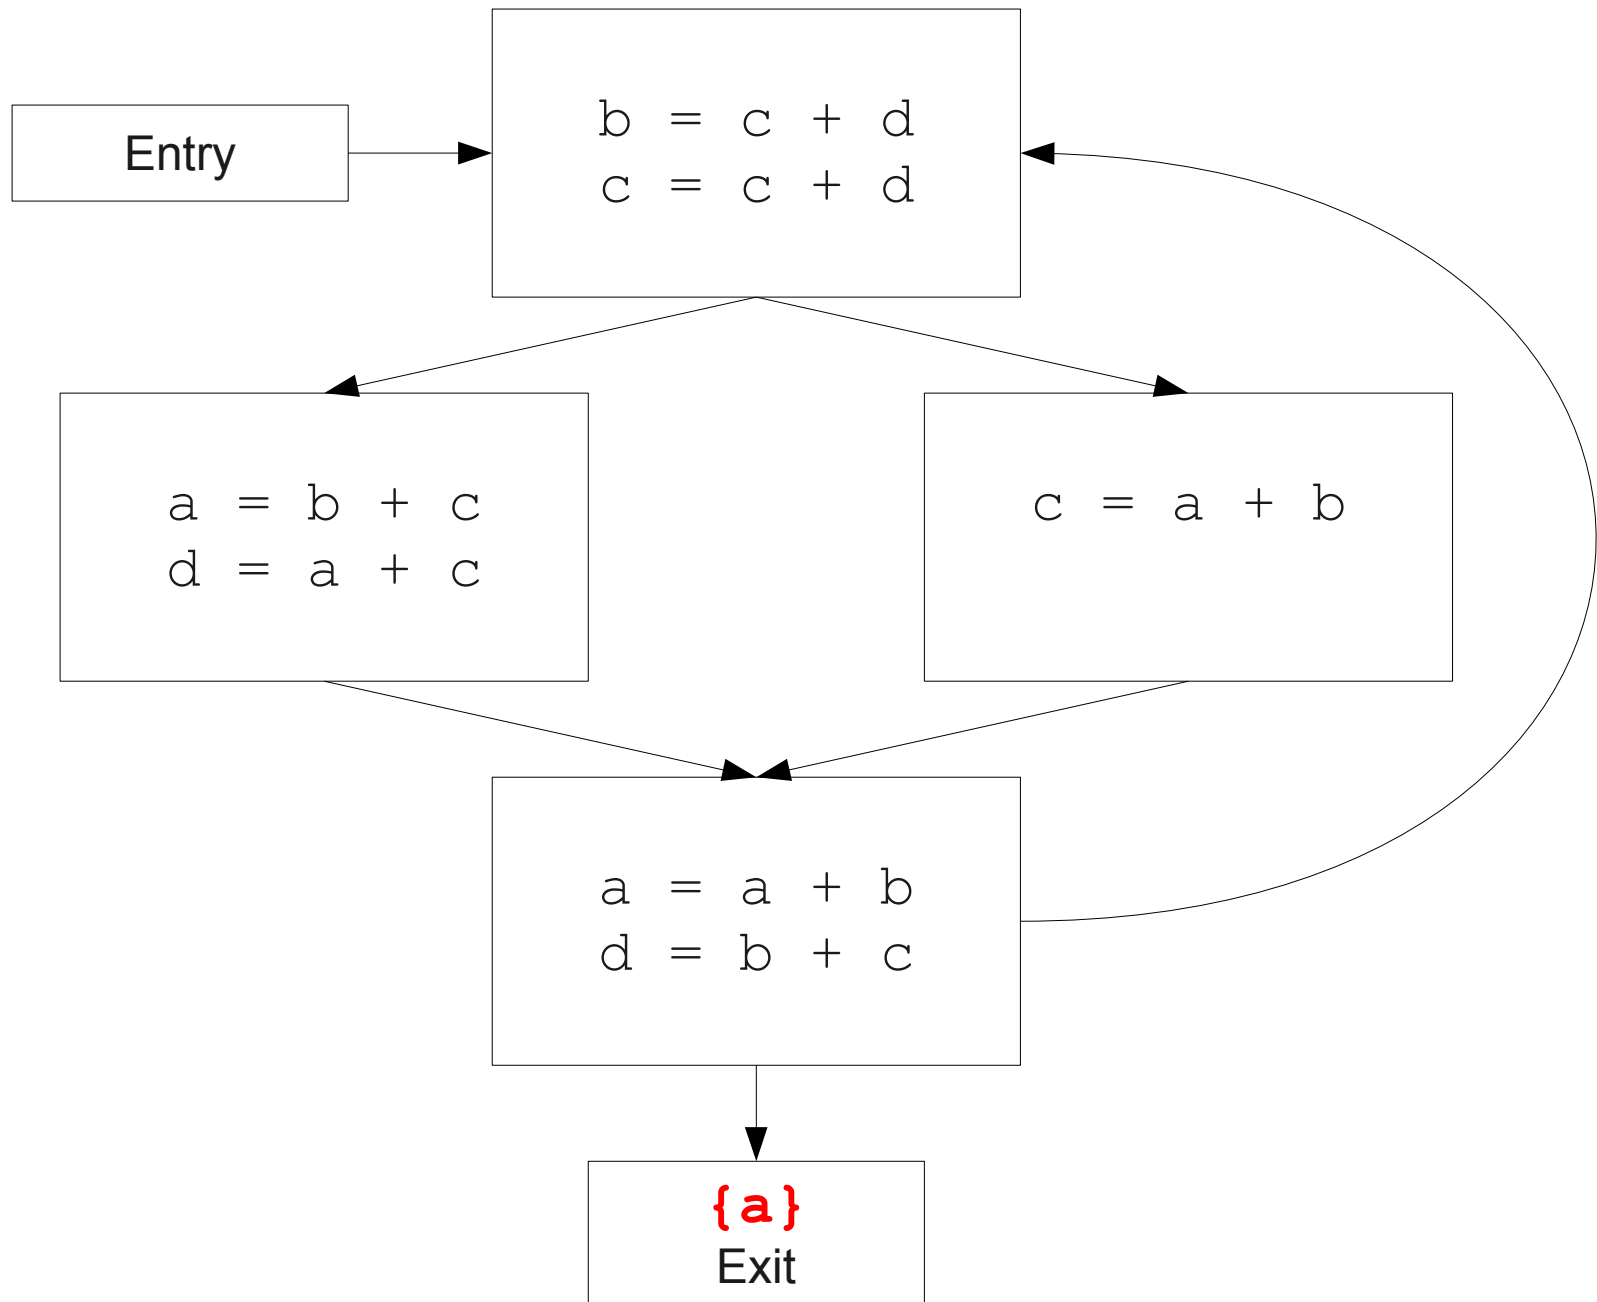 Entry
b = c + d
c = c + d
a = b + c
d = a + c
c = a + b
a = a + b
d = b + c
{a}
Exit